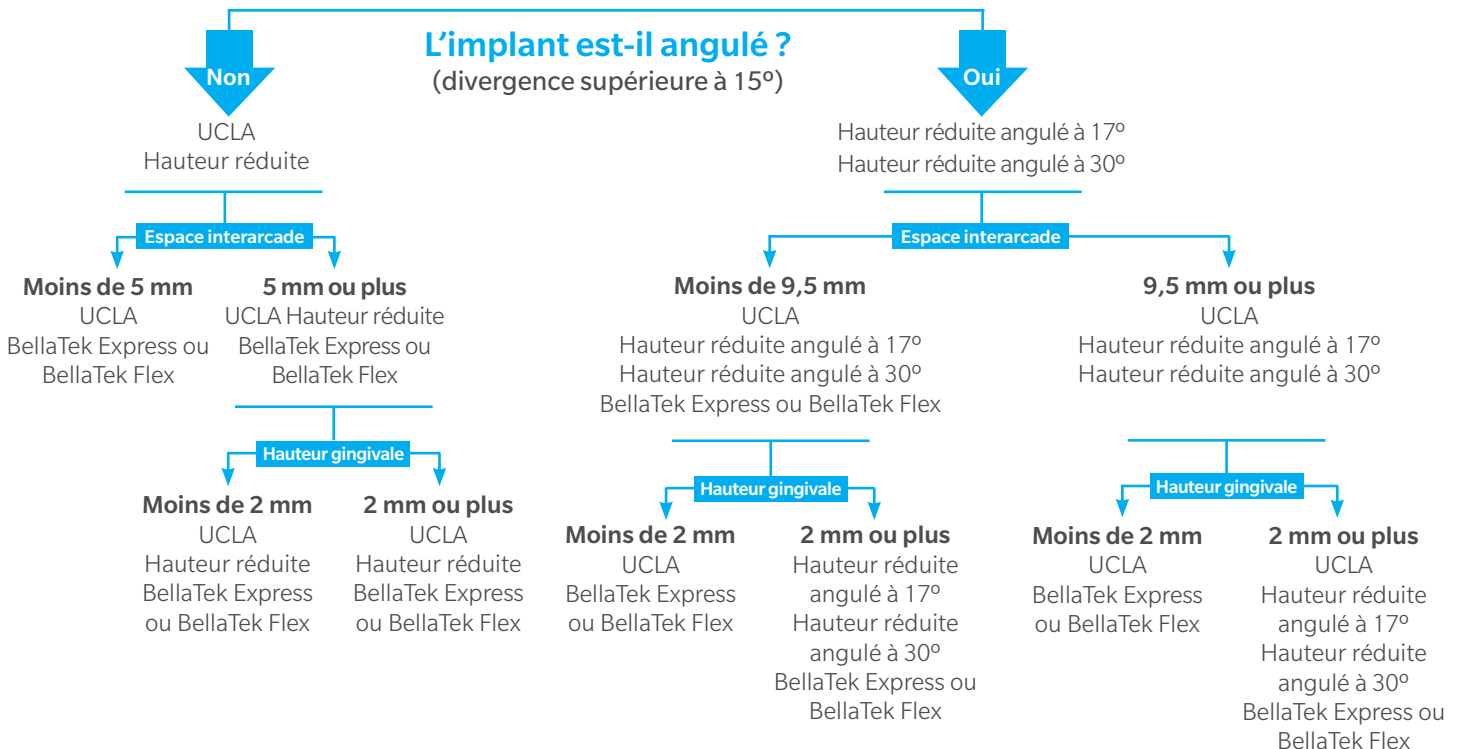 L'implant est-il angulé ?
(divergence supérieure à 15º)
Non
UCLA
Hauteur réduite
Espace interarcade
Moins de 5 mm
UCLA
BellaTek Express ou
BellaTek Flex
5 mm ou plus
UCLA Hauteur réduite
BellaTek Express ou
BellaTek Flex
Hauteur gingivale
Moins de 2 mm
UCLA
Hauteur réduite
BellaTek Express
ou BellaTek Flex
2 mm ou plus
UCLA
Hauteur réduite
BellaTek Express
ou BellaTek Flex
Oui
Hauteur réduite angulé à 17º
Hauteur réduite angulé à 30º
Espace interarcade
Moins de 9,5 mm
UCLA
Hauteur réduite angulé à 17º
Hauteur réduite angulé à 30º
BellaTek Express ou BellaTek Flex
Hauteur gingivale
Moins de 2 mm
UCLA
BellaTek Express
ou BellaTek Flex
2 mm ou plus
Hauteur réduite
angulé à 17º
Hauteur réduite
angulé à 30º
BellaTek Express ou
BellaTek Flex
9,5 mm ou plus
UCLA
Hauteur réduite angulé à 17º
Hauteur réduite angulé à 30º
Hauteur gingivale
Moins de 2 mm
UCLA
BellaTek Express
ou BellaTek Flex
2 mm ou plus
UCLA
Hauteur réduite
angulé à 17º
Hauteur réduite
angulé à 30º
BellaTek Express ou
BellaTek Flex